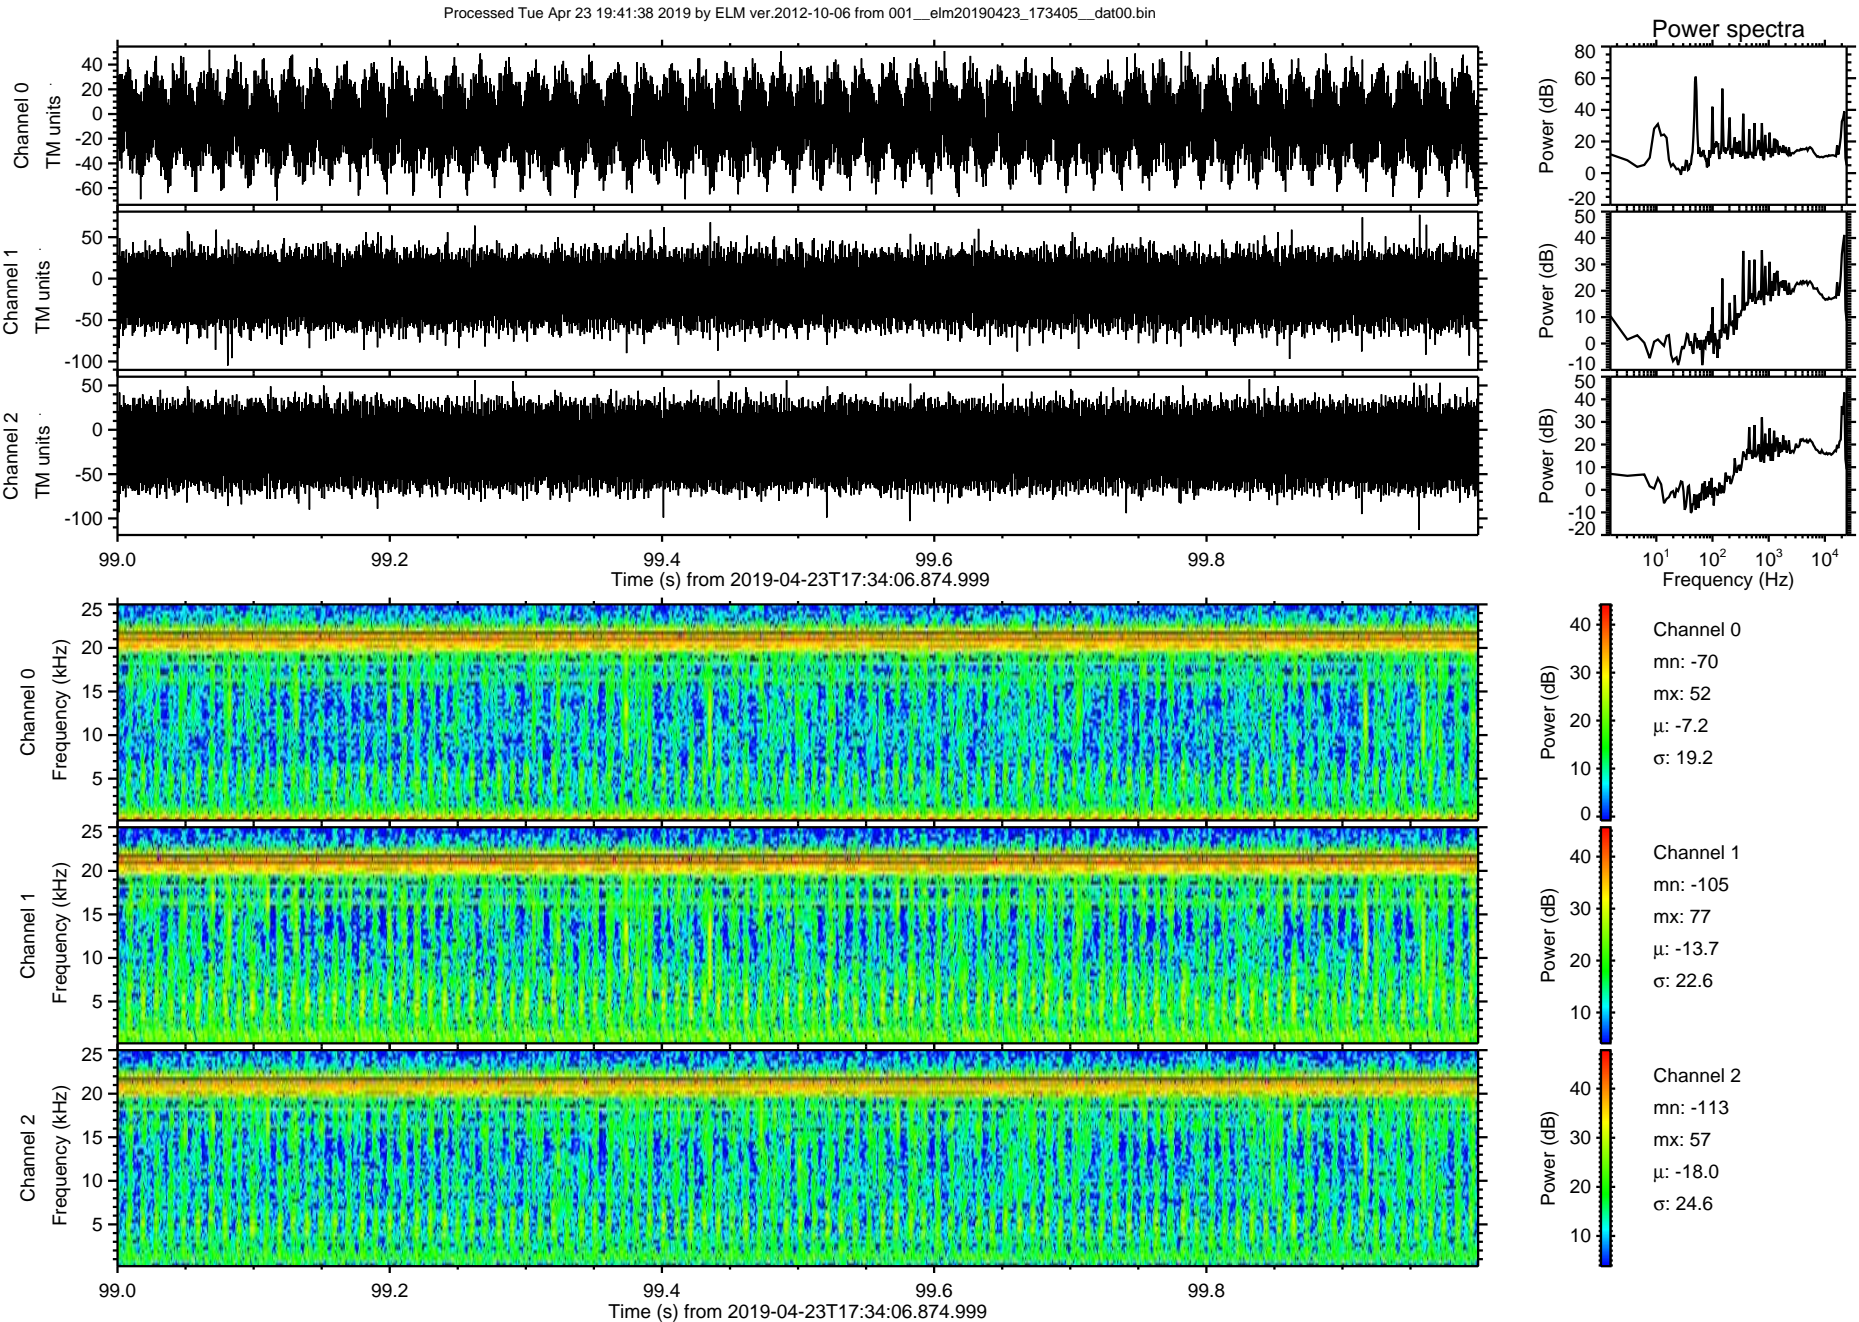 Processed Tue Apr 23 19:41:38 2019 by ELM ver.2012-10-06 from 001__elm20190423_173405__dat00.bin
Power spectra
Channel 0
TM units
40
20
0
-20
-40
-60
Power (dB)
80
60
40
20
0
-20
Channel 1
TM units
50
0
-50
-100
Power (dB)
50
40
30
20
10
0
-10
Channel 2
TM units
50
0
-50
-100
Power (dB)
50
40
30
20
10
0
-10
-20
99.0 99.2 99.4 99.6 99.8
Time (s) from 2019-04-23T17:34:06.874.999
10¹ 10² 10³ 10⁴
Frequency (Hz)
Channel 0
Frequency (kHz)
25
20
15
10
5
Power (dB)
40
30
20
10
0
Channel 0
mn: -70
mx: 52
μ: -7.2
σ: 19.2
Channel 1
Frequency (kHz)
25
20
15
10
5
Power (dB)
40
30
20
10
Channel 1
mn: -105
mx: 77
μ: -13.7
σ: 22.6
Channel 2
Frequency (kHz)
25
20
15
10
5
Power (dB)
40
30
20
10
Channel 2
mn: -113
mx: 57
μ: -18.0
σ: 24.6
99.0 99.2 99.4 99.6 99.8
Time (s) from 2019-04-23T17:34:06.874.999